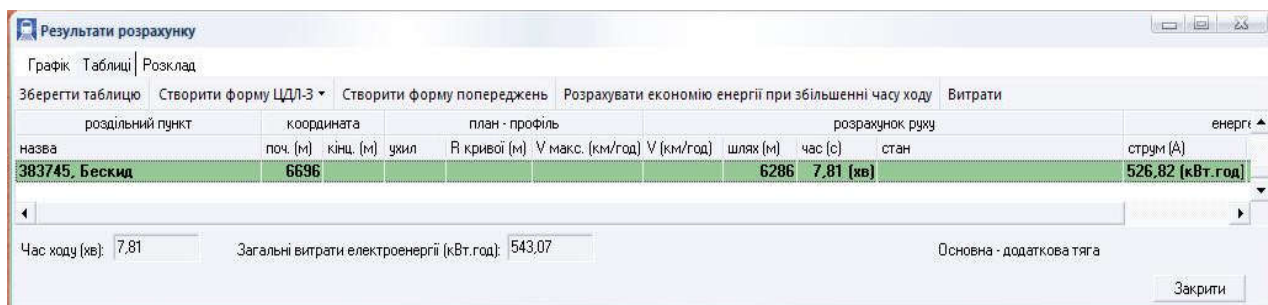 Результати розрахунку
Графік Таблиці Розклад
Зберегти таблицю Створити форму ЦДЛ-3 Створити форму попереджень Розрахувати економію енергії при збільшенні часу ходу Витрати
роздільний пункт координата план - профіль розрахунок руху енерге
назва поч. (м) кінц. (м) ухил R кривої (м) V макс. (км/год) V (км/год) шлях (м) час (с) стан струм (А)
383745, Бескид 6696 6286 7,81 (хв) 526,82 (кВт.год)
Час ходу (хв): 7,81 Загальні витрати електроенергії (кВт.год): 543,07 Основна - додаткова тяга
Закрити